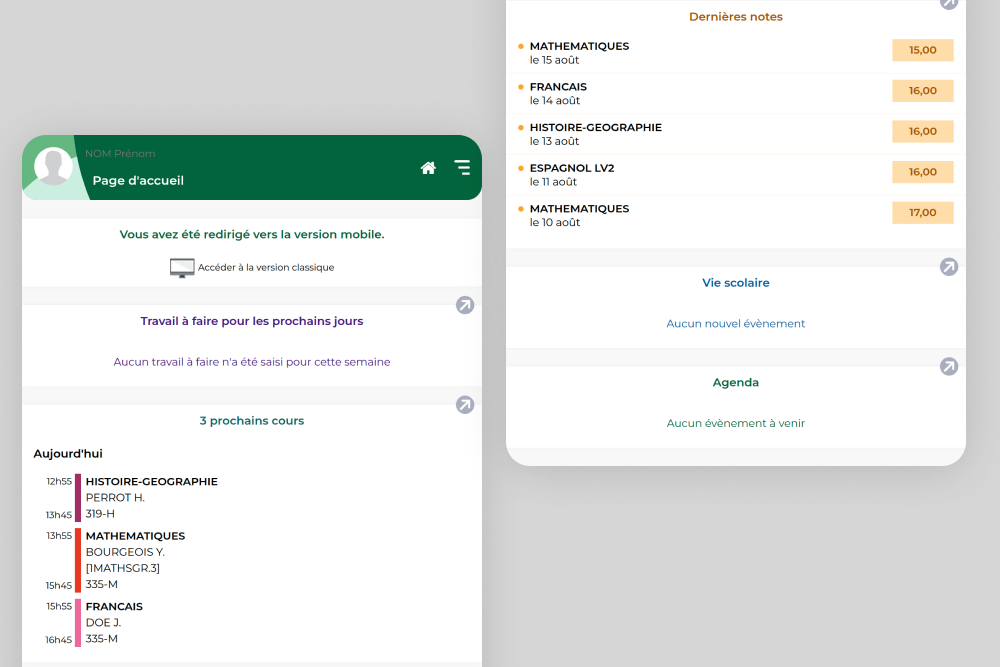 NOM Prénom
Page d'accueil
Vous avez été redirigé vers la version mobile.
Accéder à la version classique
Travail à faire pour les prochains jours
Aucun travail à faire n'a été saisi pour cette semaine
3 prochains cours
Aujourd'hui
12h55 HISTOIRE-GEOGRAPHIE
PERROT H.
13h45 319-H
13h55 MATHEMATIQUES
BOURGEOIS Y.
[1MATHSGR.3]
15h45 335-M
15h55 FRANCAIS
DOE J.
16h45 335-M
Dernières notes
MATHEMATIQUES 15,00
le 15 août
FRANCAIS 16,00
le 14 août
HISTOIRE-GEOGRAPHIE 16,00
le 13 août
ESPAGNOL LV2 16,00
le 11 août
MATHEMATIQUES 17,00
le 10 août
Vie scolaire
Aucun nouvel évènement
Agenda
Aucun évènement à venir